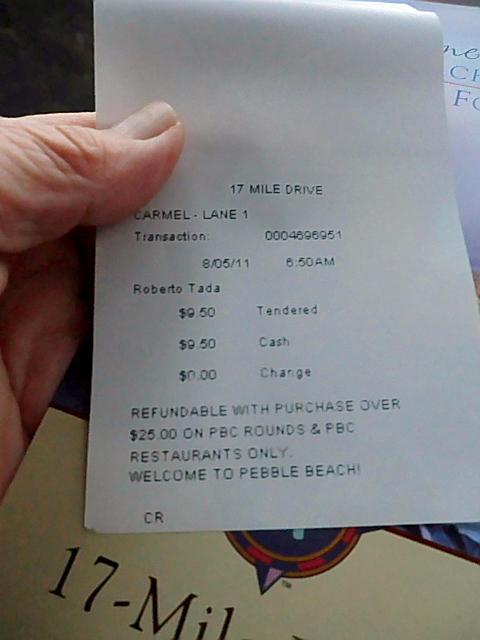 17 MILE DRIVE
CARMEL - LANE 1
Transaction: 0004696951
8/05/11 6:50AM
Roberto Tada
$9.50 Tendered
$9.50 Cash
$0.00 Change
REFUNDABLE WITH PURCHASE OVER
$25.00 ON PBC ROUNDS & PBC
RESTAURANTS ONLY.
WELCOME TO PEBBLE BEACH!
CR
TM
17-Mil